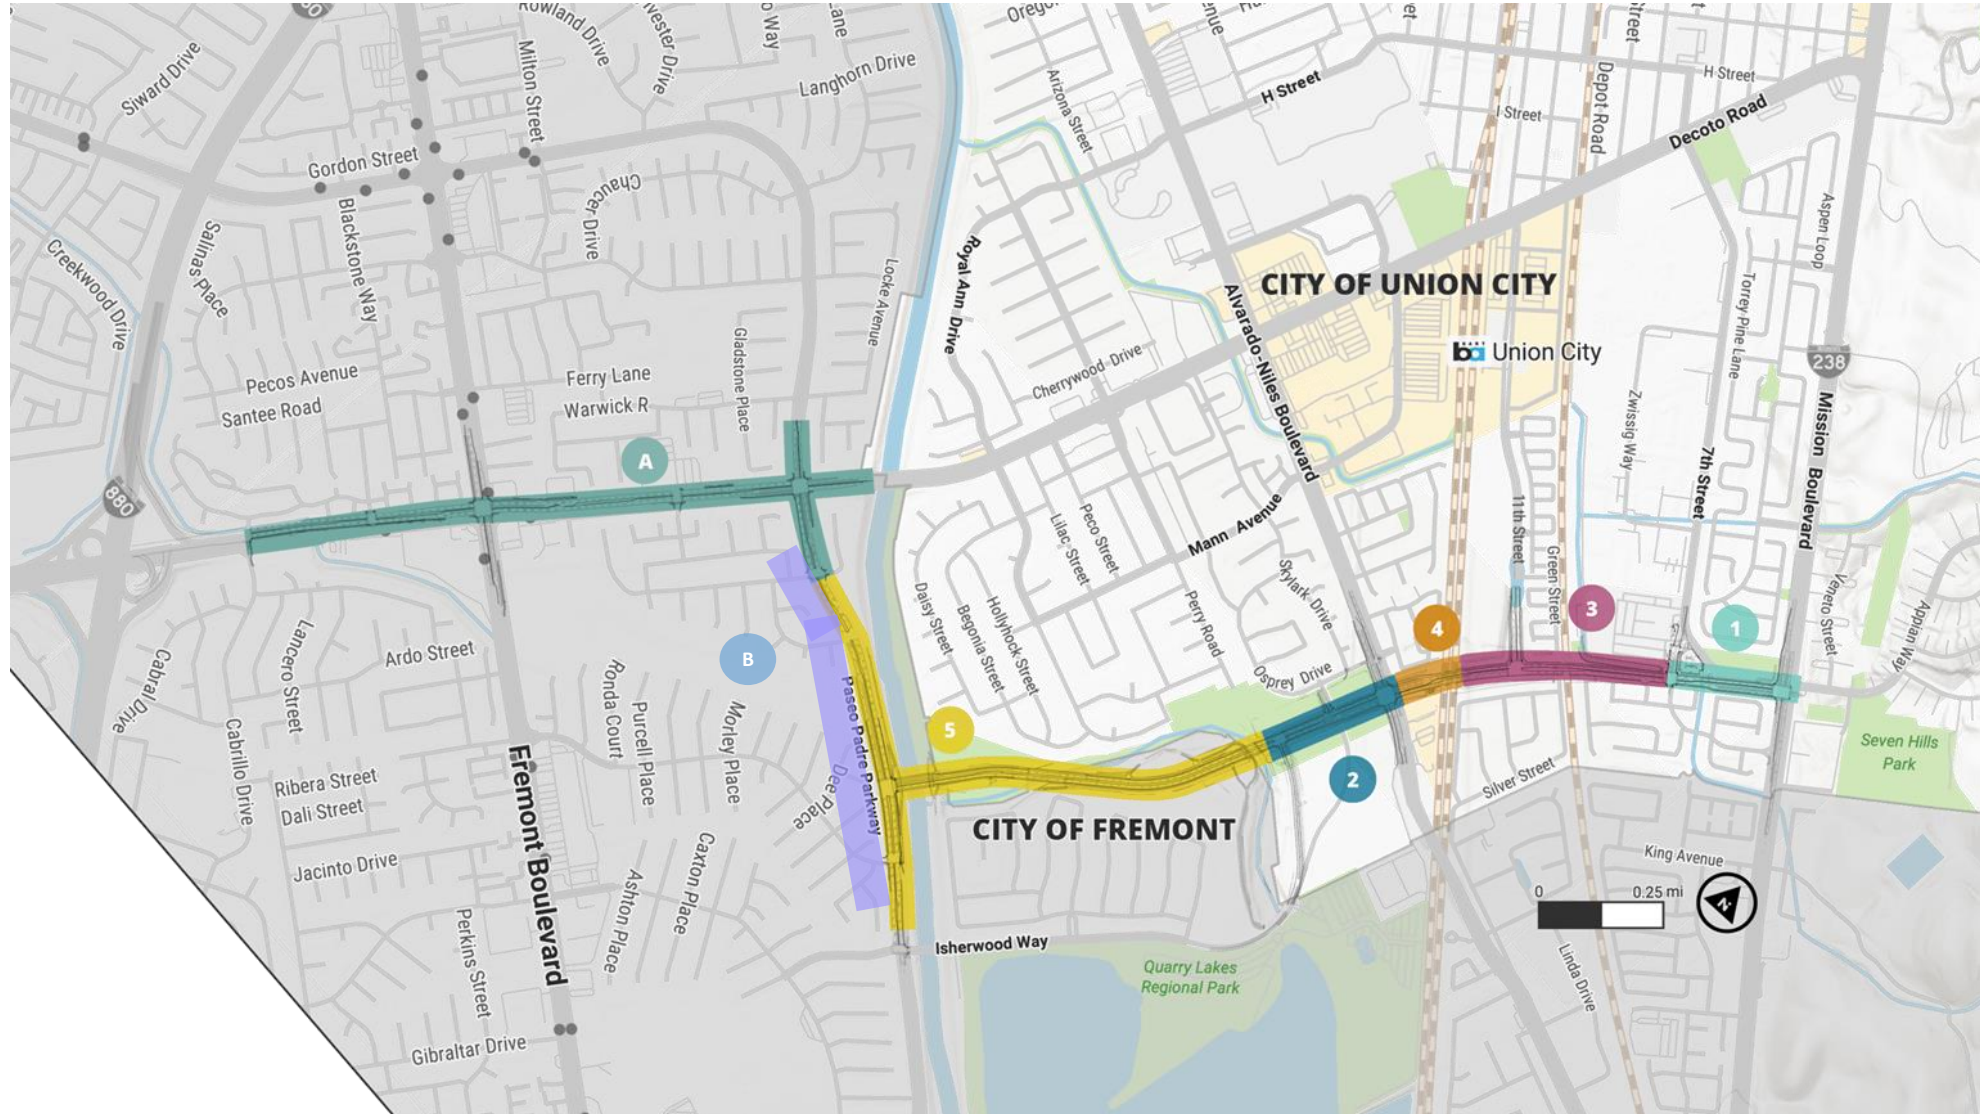 Rowland Drive
Milton Street
Lane
Siward Drive
Langhorn Drive
Gordon Street
Chaucer Drive
Blackstone Way
Salinas Place
Creekwood Drive
Locke Avenue
Gladstone Place
Pecos Avenue
Santee Road
Ferry Lane
Warwick R
A
880
Arizona Street
H Street
I Street
Depot Road
H Street
Decoto Road
Royal Ann Drive
Aspen Loop
CITY OF UNION CITY
Alvarado-Niles Boulevard
Union City
Torrey Pine Lane
238
Cherrywood Drive
Zwissig Way
Mission Boulevard
7th Street
11th Street
Peco Street
Lilac Street
Mann Avenue
Skylark Drive
Green Street
Daisy Street
Begonia Street
Hollyhock Street
Perry Road
Osprey Drive
4
3
1
Veneto Street
Appian Way
Lancero Street
Cabral Drive
Ardo Street
Ronda Court
Purcell Place
Morley Place
B
Paseo Padre Parkway
Dee Place
5
2
Silver Street
Seven Hills
Park
Cabrillo Drive
Ribera Street
Dali Street
Fremont Boulevard
CITY OF FREMONT
Jacinto Drive
Caxton Place
Ashton Place
Perkins Street
King Avenue
0
0.25 mi
N
Isherwood Way
Quarry Lakes
Regional Park
Linda Drive
Gibraltar Drive